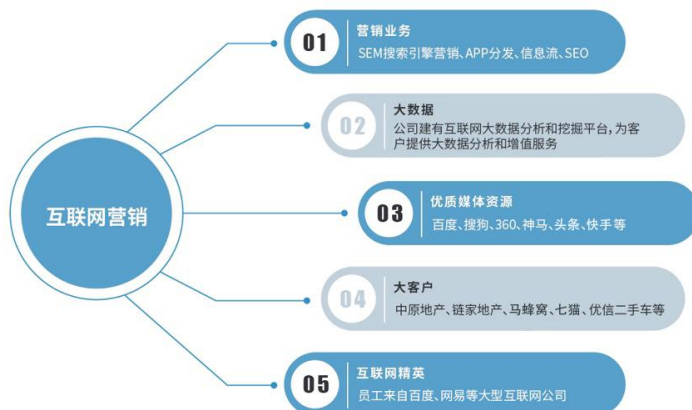 互联网营销
01
营销业务
SEM搜索引擎营销、APP分发、信息流、SEO
02
大数据
公司建有互联网大数据分析和挖掘平台，为客
户提供大数据分析和增值服务
03
优质媒体资源
百度、搜狗、360、神马、头条、快手等
04
大客户
中原地产、链家地产、马蜂窝、七猫、优信二手车等
05
互联网精英
员工来自百度、网易等大型互联网公司